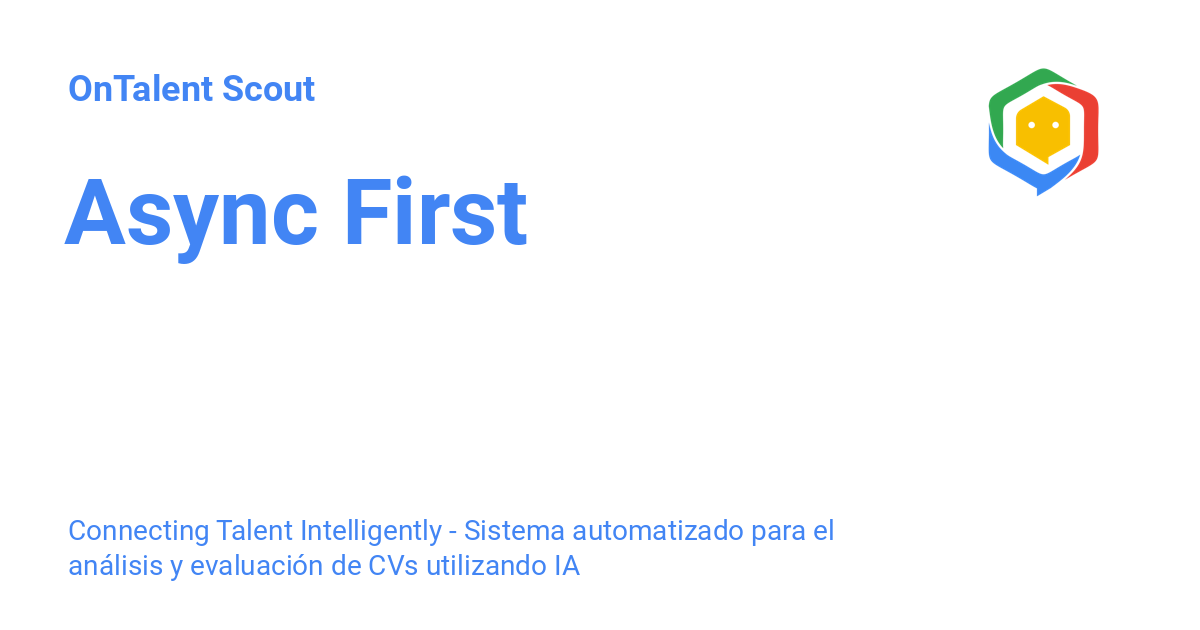 OnTalent Scout
Async First
Connecting Talent Intelligently - Sistema automatizado para el
análisis y evaluación de CVs utilizando IA